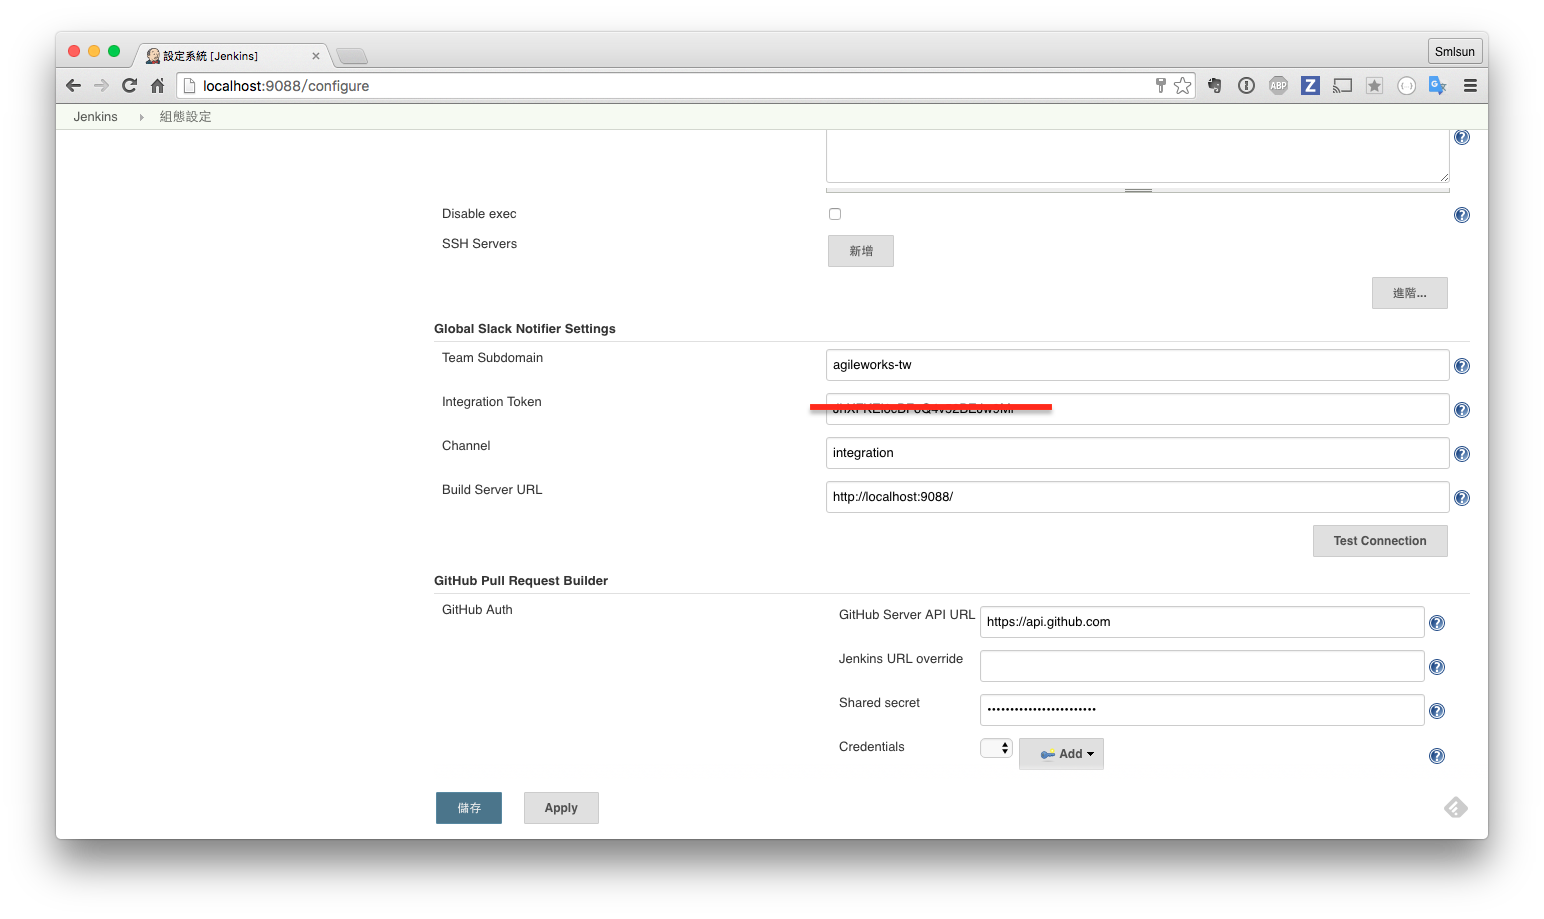 設定系統 [Jenkins]
Smlsun
localhost:9088/configure
ABP
Jenkins
組態設定
Disable exec
SSH Servers
新增
進階...
Global Slack Notifier Settings
Team Subdomain
agileworks-tw
Integration Token
Channel
integration
Build Server URL
http://localhost:9088/
Test Connection
GitHub Pull Request Builder
GitHub Auth
GitHub Server API URL
https://api.github.com
Jenkins URL override
Shared secret
Credentials
Add
儲存
Apply